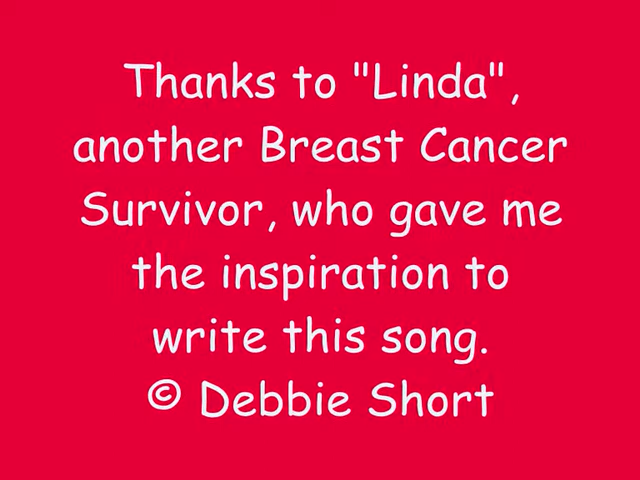 Thanks to "Linda",
another Breast Cancer
Survivor, who gave me
the inspiration to
write this song.
© Debbie Short